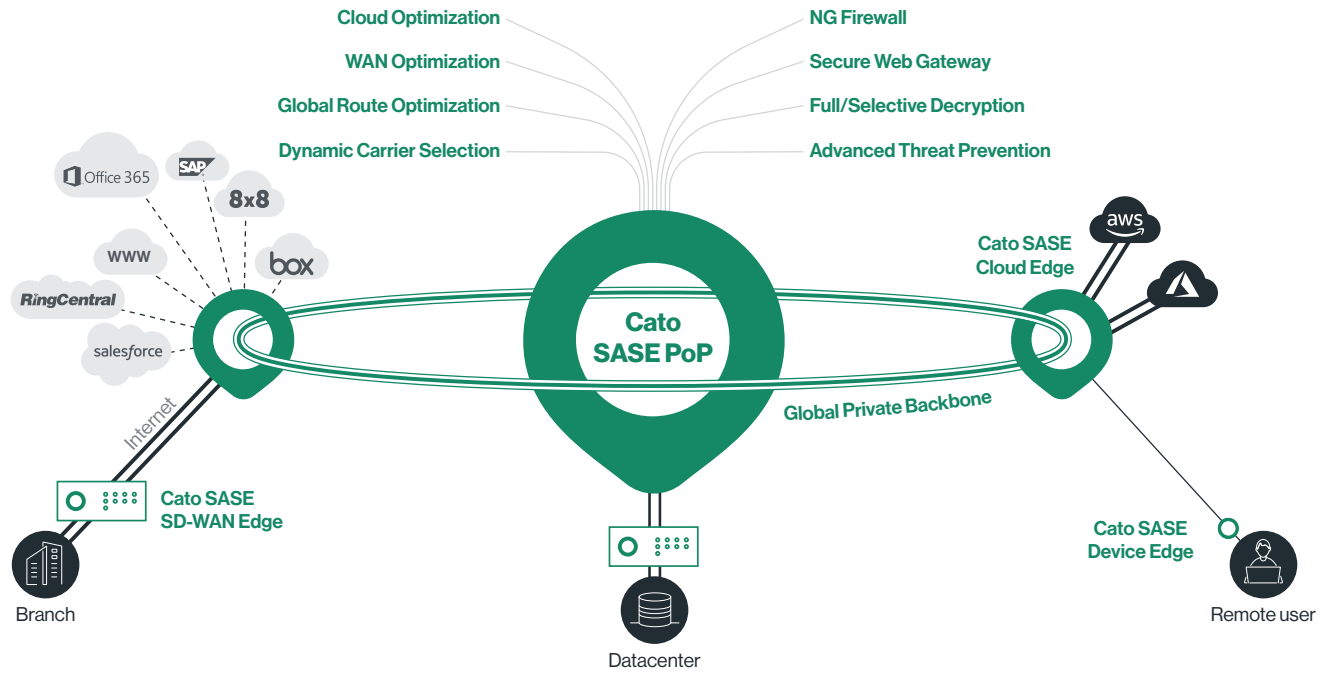 Cloud Optimization
NG Firewall
WAN Optimization
Secure Web Gateway
Global Route Optimization
Full/Selective Decryption
Dynamic Carrier Selection
Advanced Threat Prevention
Office 365
SAP
8x8
www
box
RingCentral
salesforce
aws
Cato SASE
Cloud Edge
Cato
SASE PoP
Global Private Backbone
Internet
Cato SASE
SD-WAN Edge
Cato SASE
Device Edge
Branch
Datacenter
Remote user